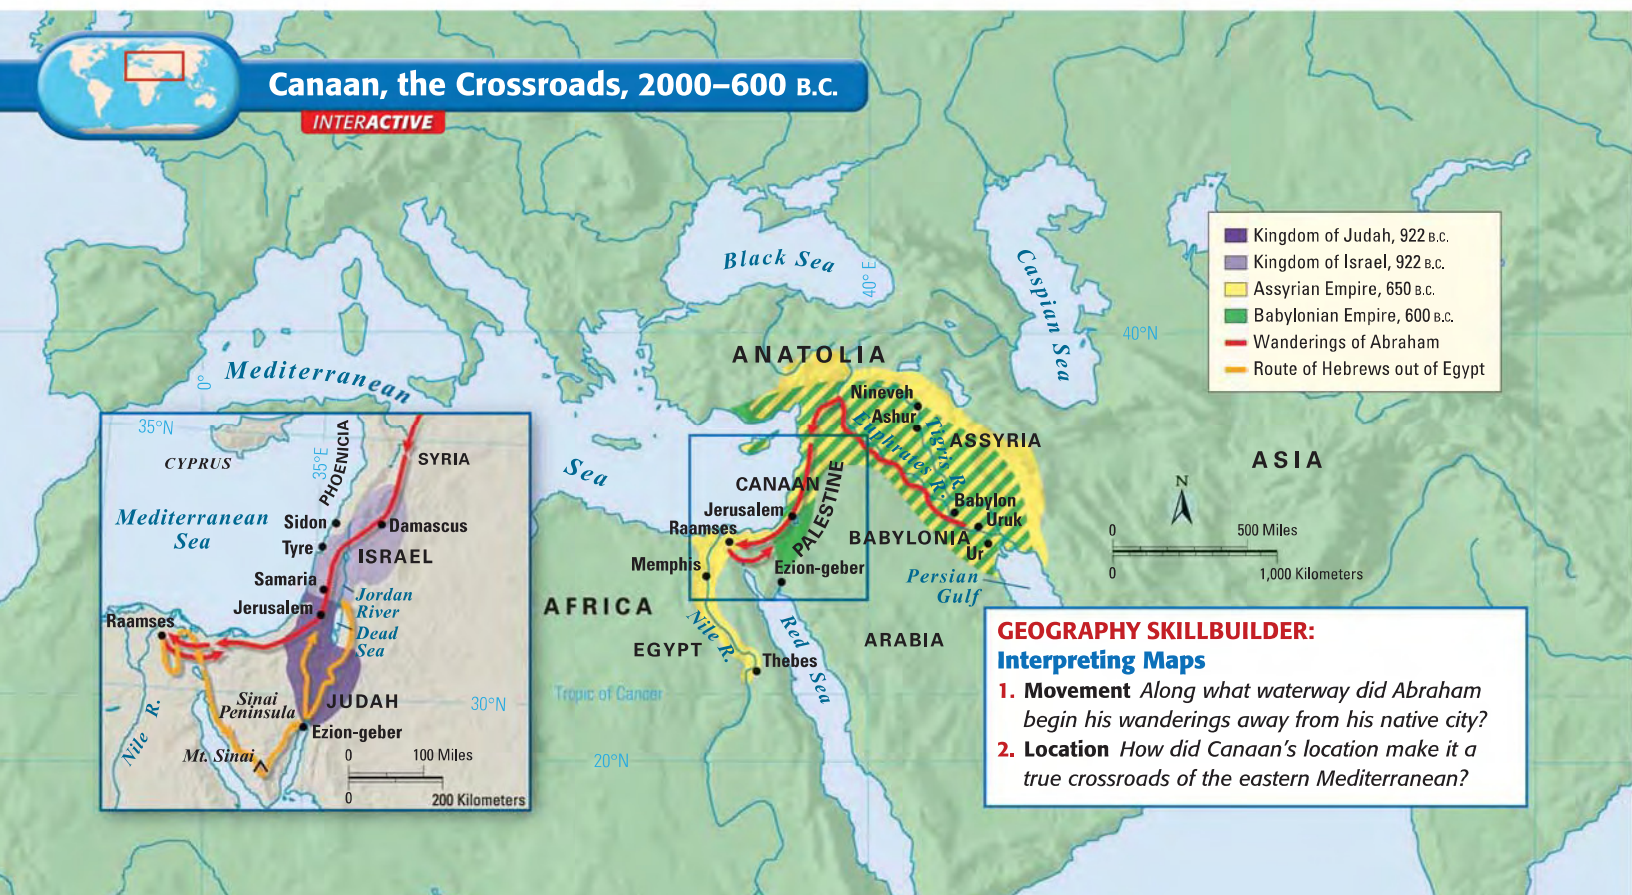 Canaan, the Crossroads, 2000–600 B.C.
INTERACTIVE
Kingdom of Judah, 922 B.C.
Kingdom of Israel, 922 B.C.
Assyrian Empire, 650 B.C.
Babylonian Empire, 600 B.C.
Wanderings of Abraham
Route of Hebrews out of Egypt
Black Sea
Caspian Sea
40° E
40°N
0°
Mediterranean
Sea
ANATOLIA
Nineveh
Ashur
Tigris R.
Euphrates R.
ASSYRIA
ASIA
CANAAN
PALESTINE
Jerusalem
Raamses
Babylon
Uruk
BABYLONIA
Ur
Memphis
Ezion-geber
Persian
Gulf
AFRICA
EGYPT
Nile R.
Red Sea
ARABIA
Thebes
Tropic of Cancer
20°N
N
0
500 Miles
0
1,000 Kilometers
35°N
35°E
CYPRUS
PHOENICIA
SYRIA
Mediterranean
Sea
Sidon
Damascus
Tyre
ISRAEL
Samaria
Jordan
River
Jerusalem
Raamses
Dead
Sea
Sinai
Peninsula
JUDAH
30°N
Ezion-geber
Nile R.
Mt. Sinai
0
100 Miles
0
200 Kilometers
GEOGRAPHY SKILLBUILDER:
Interpreting Maps
1. Movement Along what waterway did Abraham
begin his wanderings away from his native city?
2. Location How did Canaan's location make it a
true crossroads of the eastern Mediterranean?